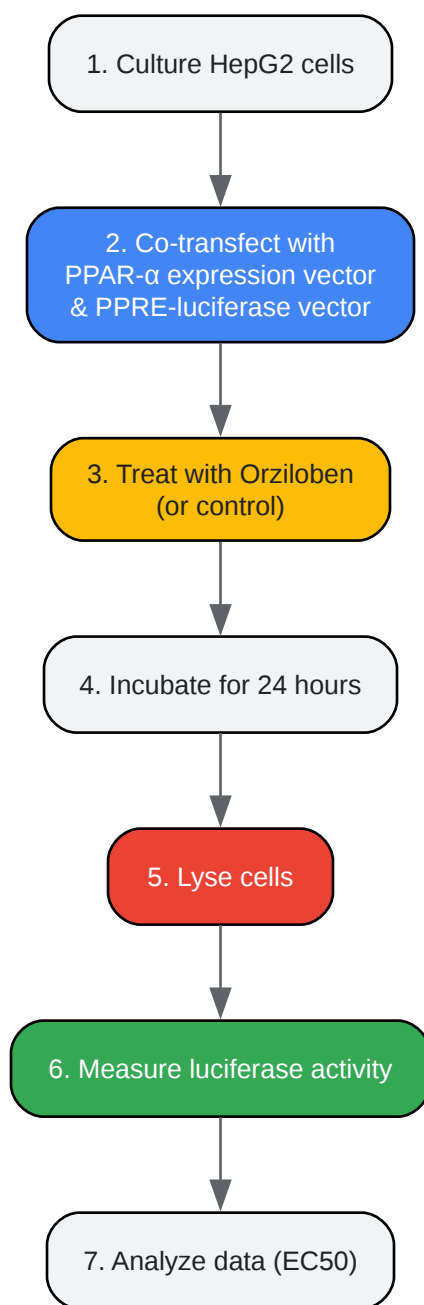 1. Culture HepG2 cells
2. Co-transfect with
PPAR-α expression vector
& PPRE-luciferase vector
3. Treat with Orziloben
(or control)
4. Incubate for 24 hours
5. Lyse cells
6. Measure luciferase activity
7. Analyze data (EC50)